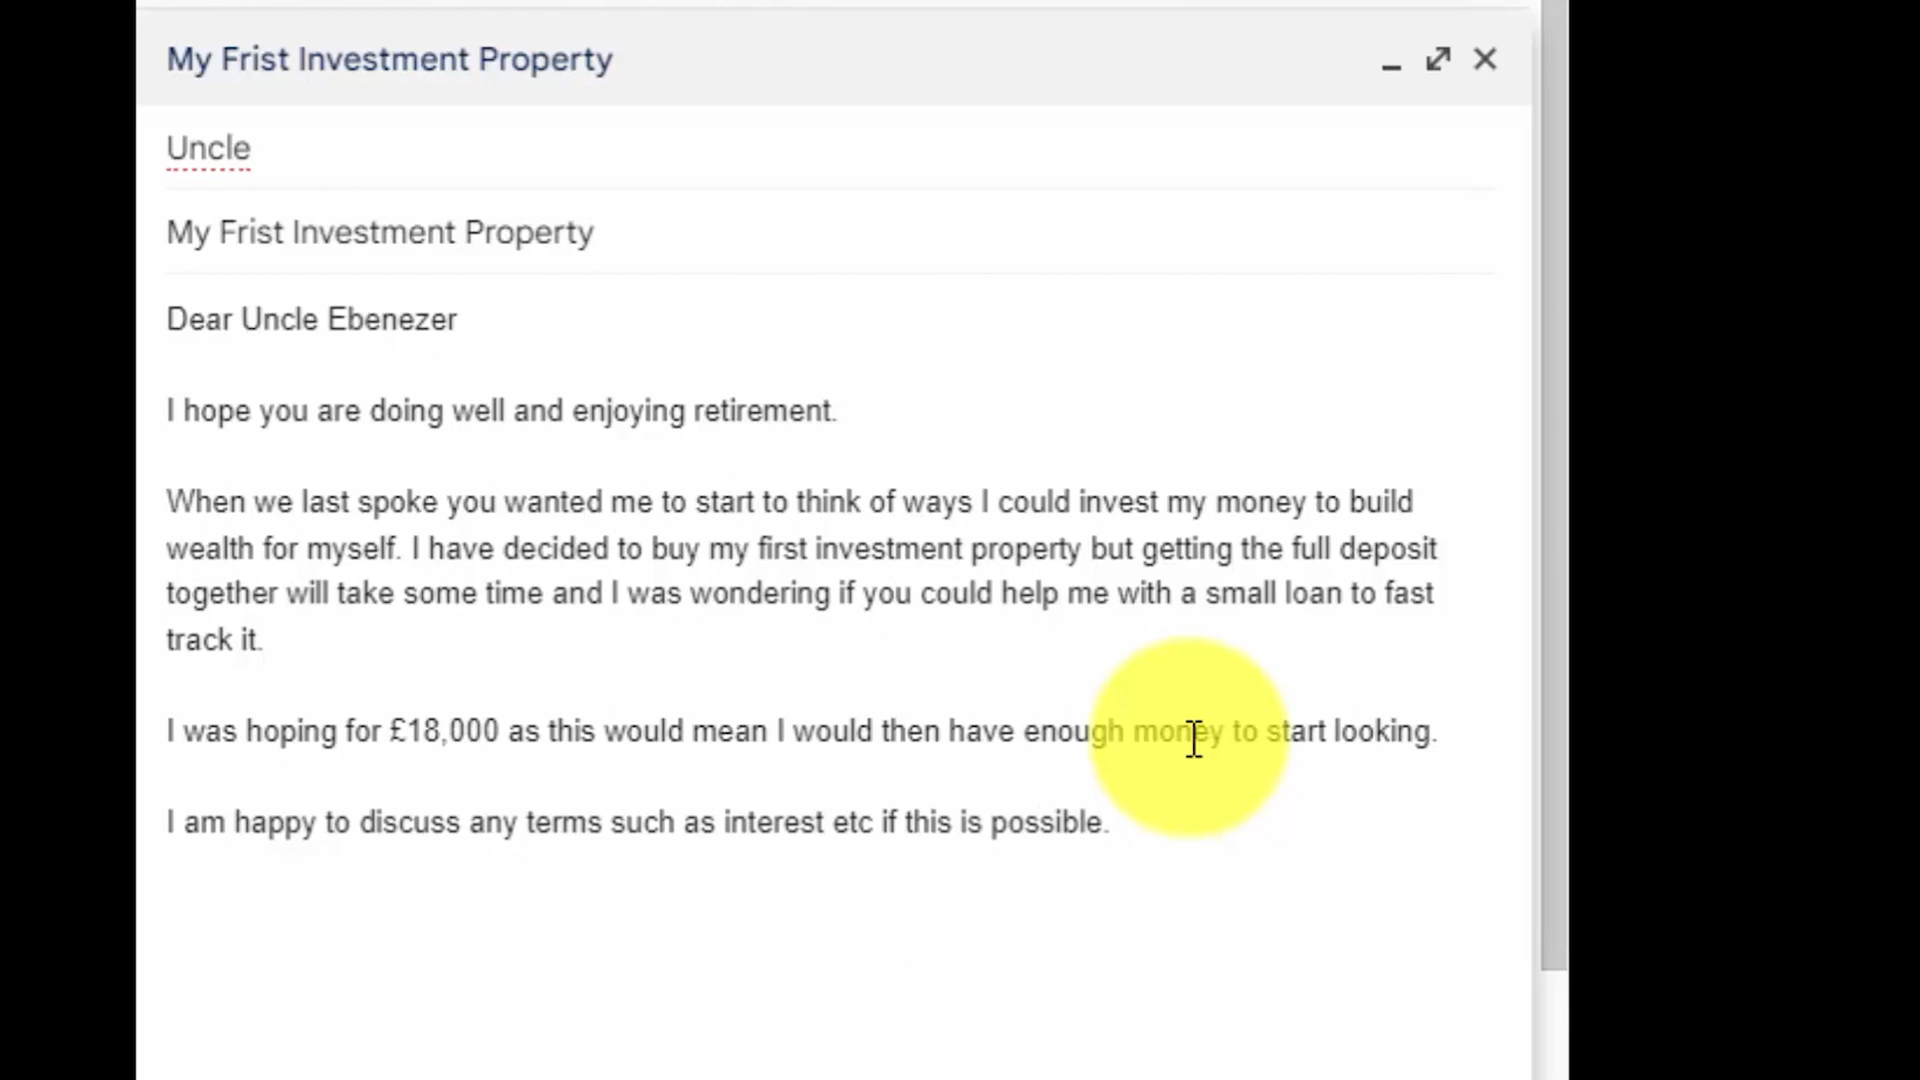 My Frist Investment Property
Uncle
My Frist Investment Property
Dear Uncle Ebenezer
I hope you are doing well and enjoying retirement.
When we last spoke you wanted me to start to think of ways I could invest my money to build
wealth for myself. I have decided to buy my first investment property but getting the full deposit
together will take some time and I was wondering if you could help me with a small loan to fast
track it.
I was hoping for £18,000 as this would mean I would then have enough money to start looking.
I am happy to discuss any terms such as interest etc if this is possible.